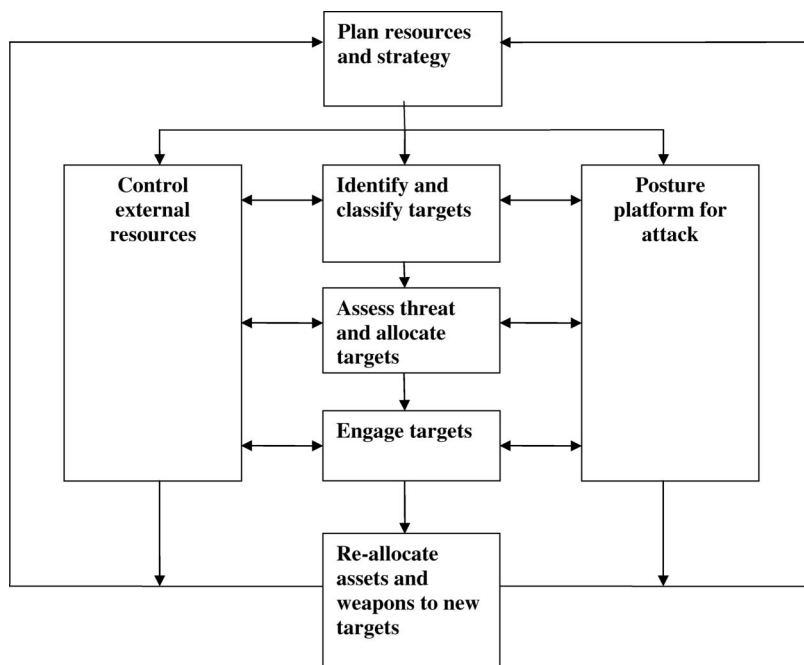 Plan resources
and strategy
Control
external
resources
Identify and
classify targets
Posture
platform for
attack
Assess threat
and allocate
targets
Engage targets
Re-allocate
assets and
weapons to new
targets